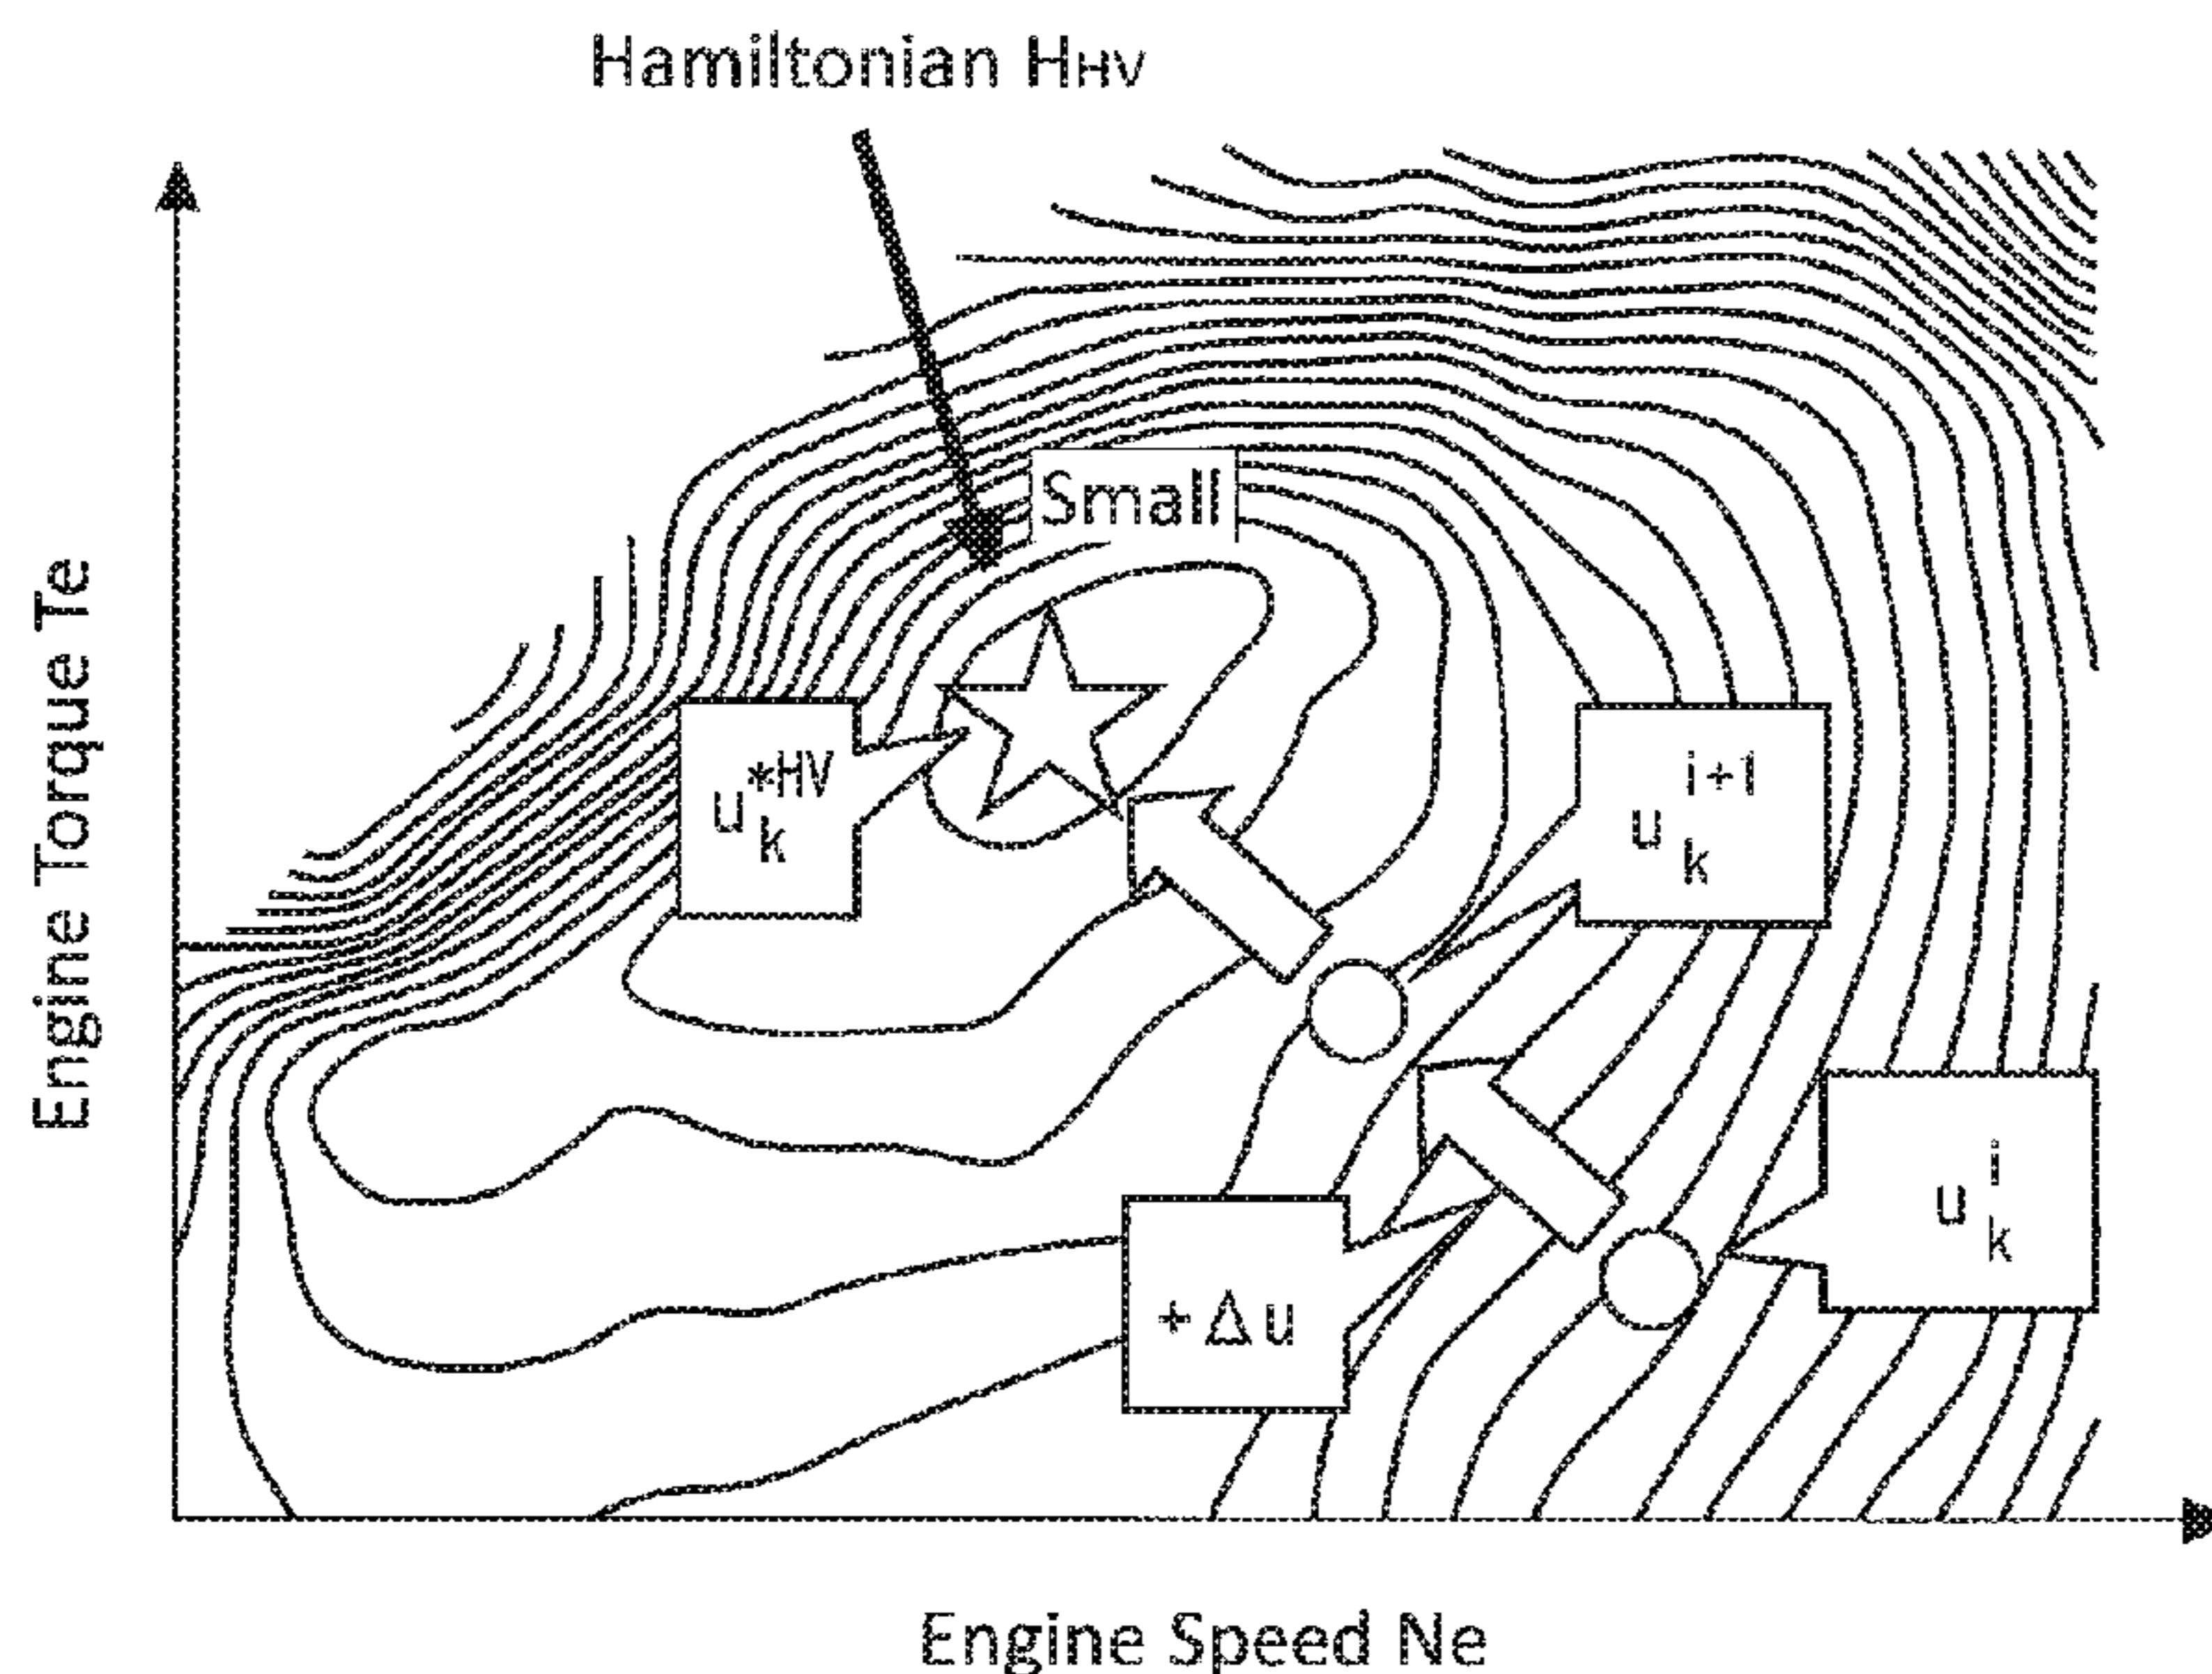 Hamiltonian HHV
Small
Engine Torque Te
u*HV k
u i+1 k
u i k
+Δu
Engine Speed Ne